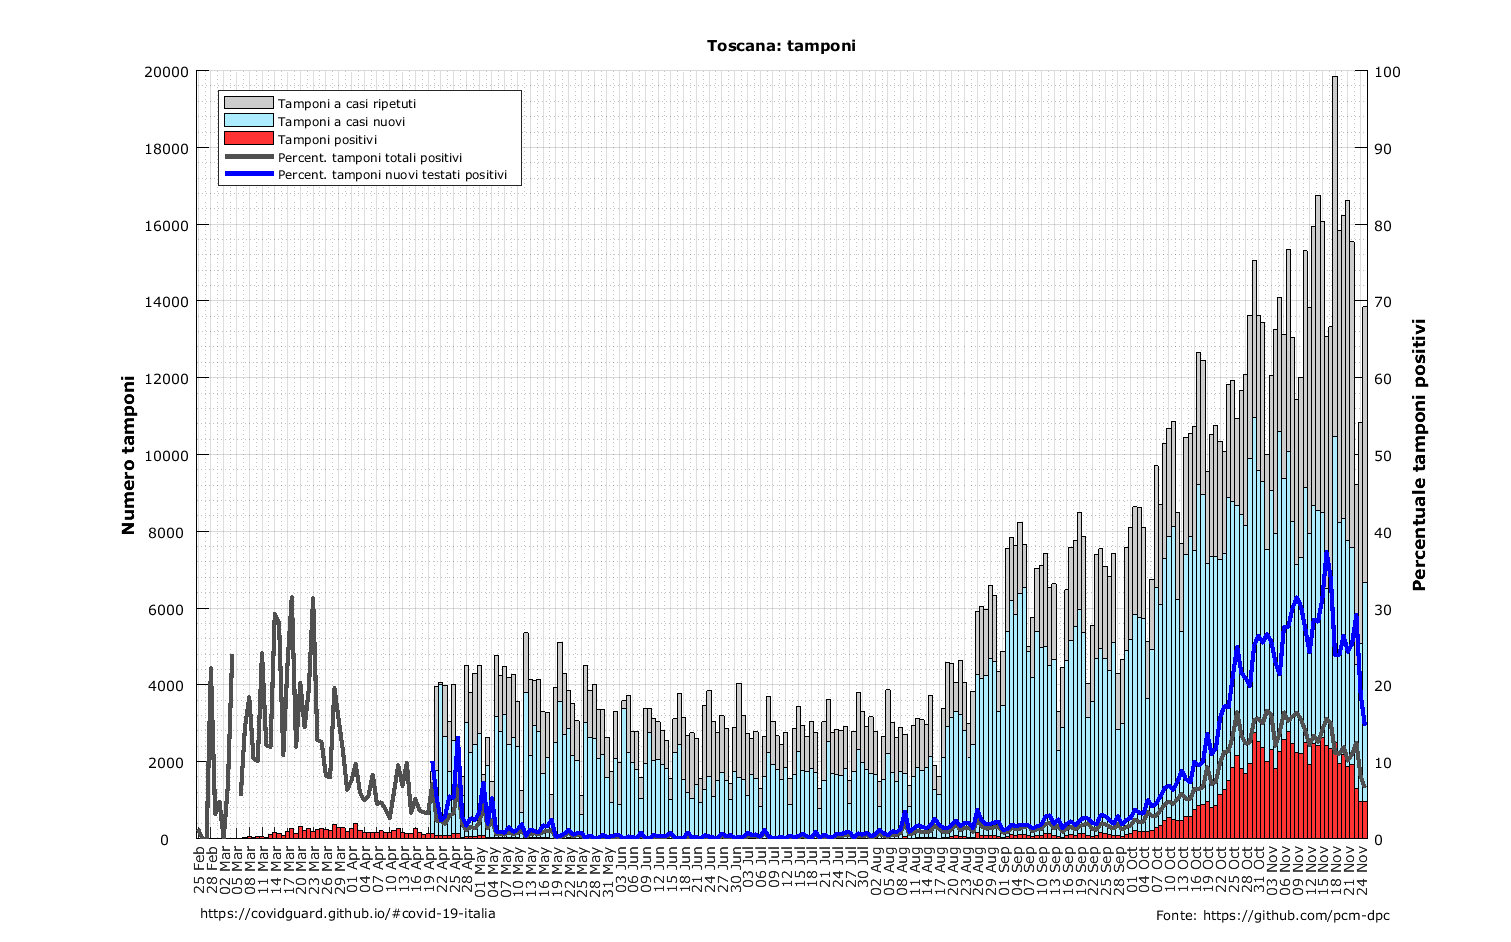 Toscana: tamponi
Tamponi a casi ripetuti
Tamponi a casi nuovi
Tamponi positivi
Percent. tamponi totali positivi
Percent. tamponi nuovi testati positivi
Numero tamponi
20000
18000
16000
14000
12000
10000
8000
6000
4000
2000
0
100
90
80
70
60
50
40
30
20
10
0
Percentuale tamponi positivi
25 Feb
28 Feb
02 Mar
05 Mar
08 Mar
11 Mar
14 Mar
17 Mar
20 Mar
23 Mar
26 Mar
29 Mar
01 Apr
04 Apr
07 Apr
10 Apr
13 Apr
16 Apr
19 Apr
22 Apr
25 Apr
28 Apr
01 May
04 May
07 May
10 May
13 May
16 May
19 May
22 May
25 May
28 May
31 May
03 Jun
06 Jun
09 Jun
12 Jun
15 Jun
18 Jun
21 Jun
24 Jun
27 Jun
30 Jun
03 Jul
06 Jul
09 Jul
12 Jul
15 Jul
18 Jul
21 Jul
24 Jul
27 Jul
30 Jul
02 Aug
05 Aug
08 Aug
11 Aug
14 Aug
17 Aug
20 Aug
23 Aug
26 Aug
29 Aug
01 Sep
04 Sep
07 Sep
10 Sep
13 Sep
16 Sep
19 Sep
22 Sep
25 Sep
28 Sep
01 Oct
04 Oct
07 Oct
10 Oct
13 Oct
16 Oct
19 Oct
22 Oct
25 Oct
28 Oct
31 Oct
03 Nov
06 Nov
09 Nov
12 Nov
15 Nov
18 Nov
21 Nov
24 Nov
https://covidguard.github.io/#covid-19-italia
Fonte: https://github.com/pcm-dpc